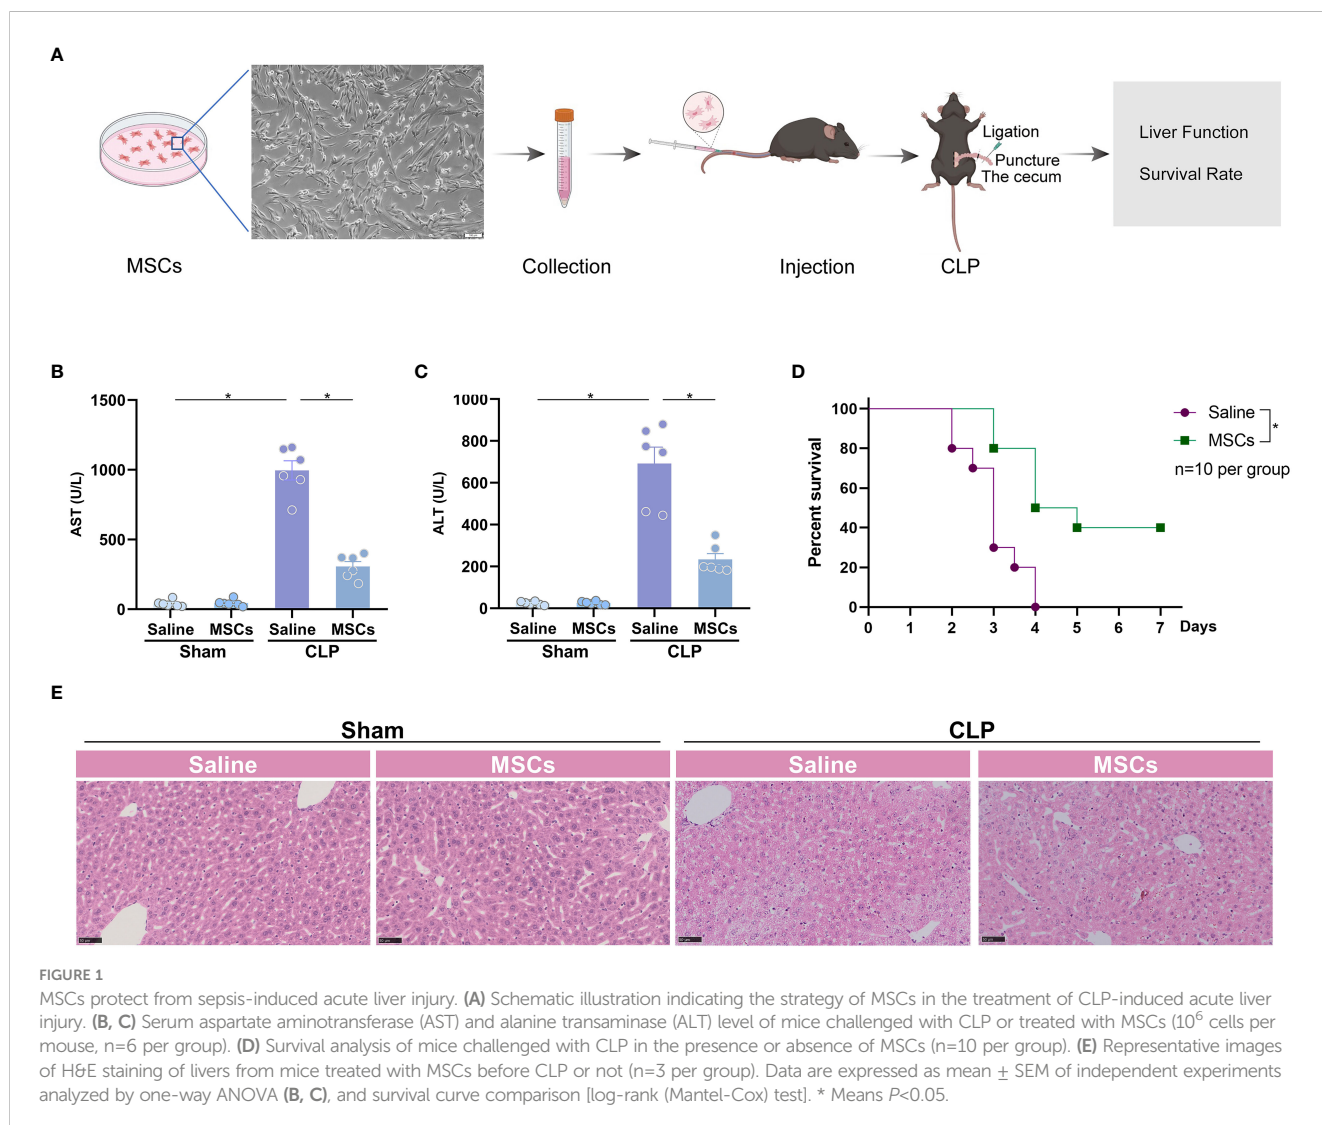 A
Ligation
Puncture
The cecum
Liver Function
Survival Rate
MSCs
Collection
Injection
CLP
B
AST (U/L)
1500
1000
500
0
*
*
Saline
MSCs
Saline
MSCs
Sham
CLP
C
ALT (U/L)
1000
800
600
400
200
0
*
*
Saline
MSCs
Saline
MSCs
Sham
CLP
D
Percent survival
100
80
60
40
20
0
0 1 2 3 4 5 6 7 Days
Saline
MSCs
*
n=10 per group
E
Sham
CLP
Saline
MSCs
Saline
MSCs
FIGURE 1
MSCs protect from sepsis-induced acute liver injury. (A) Schematic illustration indicating the strategy of MSCs in the treatment of CLP-induced acute liver
injury. (B, C) Serum aspartate aminotransferase (AST) and alanine transaminase (ALT) level of mice challenged with CLP or treated with MSCs (10⁶ cells per
mouse, n=6 per group). (D) Survival analysis of mice challenged with CLP in the presence or absence of MSCs (n=10 per group). (E) Representative images
of H&E staining of livers from mice treated with MSCs before CLP or not (n=3 per group). Data are expressed as mean ± SEM of independent experiments
analyzed by one-way ANOVA (B, C), and survival curve comparison [log-rank (Mantel-Cox) test]. * Means P<0.05.